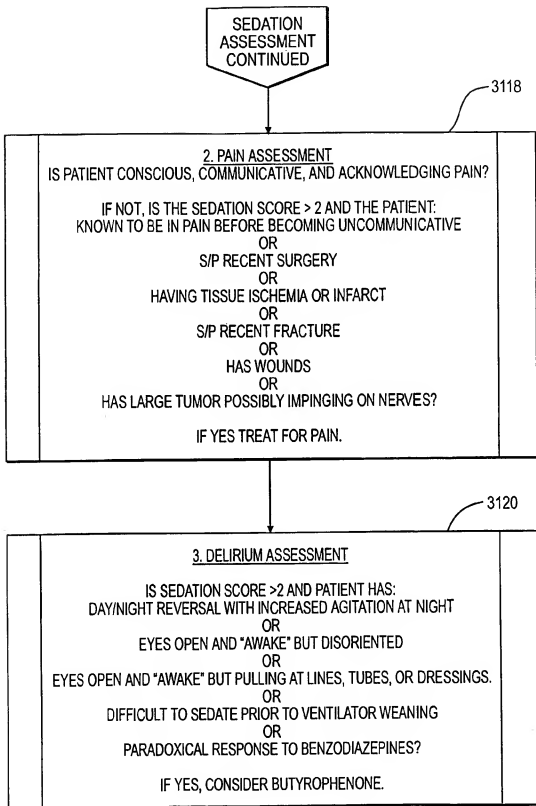 SEDATION
ASSESSMENT
CONTINUED
3118
2. PAIN ASSESSMENT
IS PATIENT CONSCIOUS, COMMUNICATIVE, AND ACKNOWLEDGING PAIN?
IF NOT, IS THE SEDATION SCORE > 2 AND THE PATIENT:
KNOWN TO BE IN PAIN BEFORE BECOMING UNCOMMUNICATIVE
OR
S/P RECENT SURGERY
OR
HAVING TISSUE ISCHEMIA OR INFARCT
OR
S/P RECENT FRACTURE
OR
HAS WOUNDS
OR
HAS LARGE TUMOR POSSIBLY IMPINGING ON NERVES?
IF YES TREAT FOR PAIN.
3120
3. DELIRIUM ASSESSMENT
IS SEDATION SCORE >2 AND PATIENT HAS:
DAY/NIGHT REVERSAL WITH INCREASED AGITATION AT NIGHT
OR
EYES OPEN AND "AWAKE" BUT DISORIENTED
OR
EYES OPEN AND "AWAKE" BUT PULLING AT LINES, TUBES, OR DRESSINGS.
OR
DIFFICULT TO SEDATE PRIOR TO VENTILATOR WEANING
OR
PARADOXICAL RESPONSE TO BENZODIAZEPINES?
IF YES, CONSIDER BUTYROPHENONE.